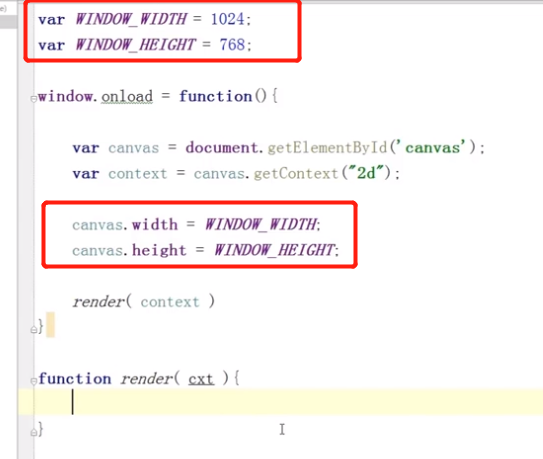 var WINDOW_WIDTH = 1024;
var WINDOW_HEIGHT = 768;
window.onload = function(){
var canvas = document.getElementById('canvas');
var context = canvas.getContext("2d");
canvas.width = WINDOW_WIDTH;
canvas.height = WINDOW_HEIGHT;
render( context )
}
function render( cxt ){
}